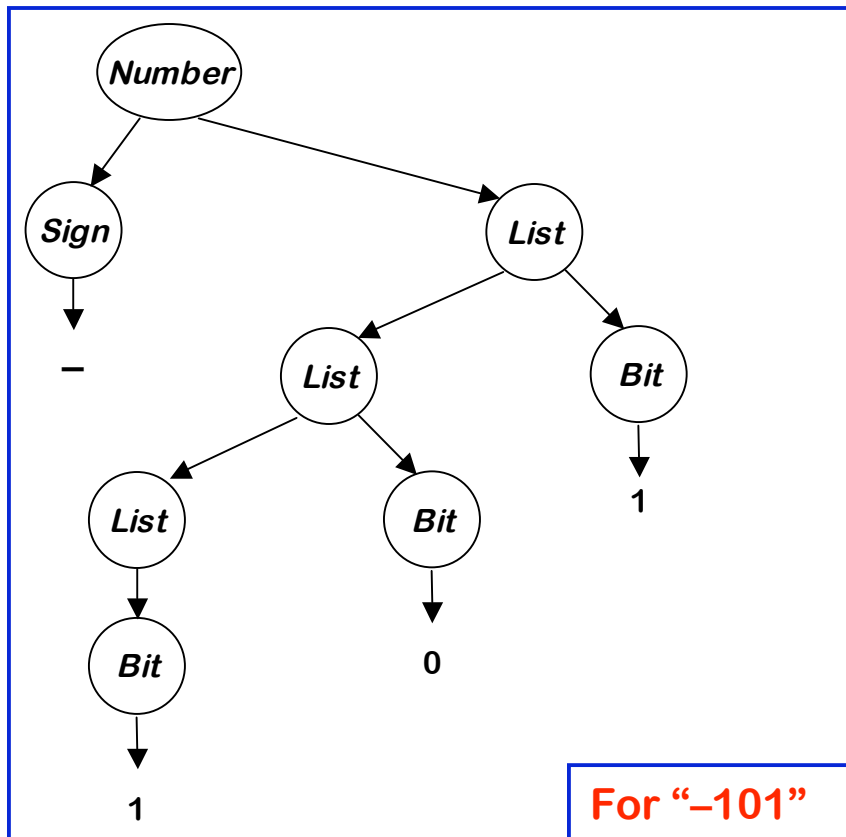 Number
Sign
List
–
List
Bit
1
List
Bit
0
Bit
1
For “–101”